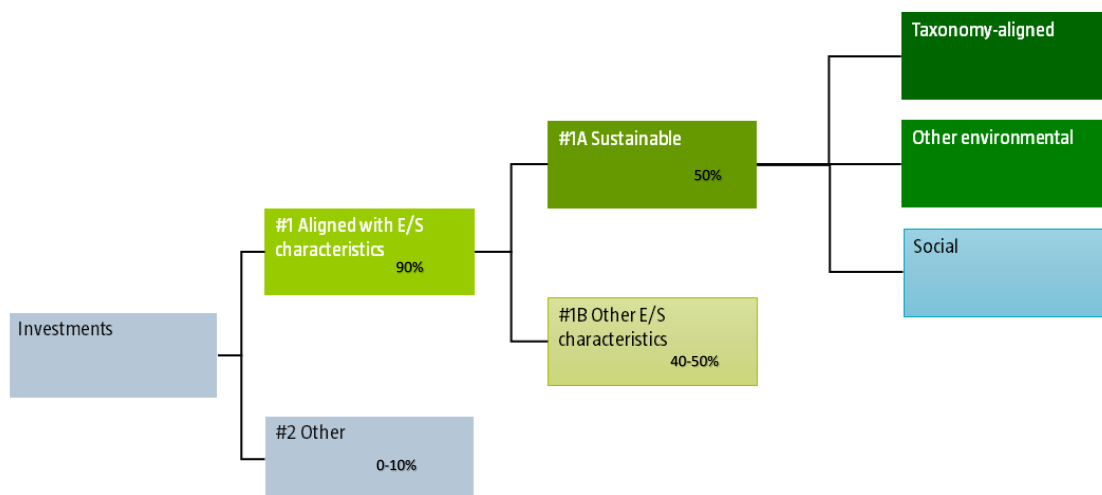 Taxonomy-aligned
Other environmental
#1A Sustainable
50%
#1 Aligned with E/S
characteristics
90%
Social
#1B Other E/S
characteristics
40-50%
Investments
#2 Other
0-10%